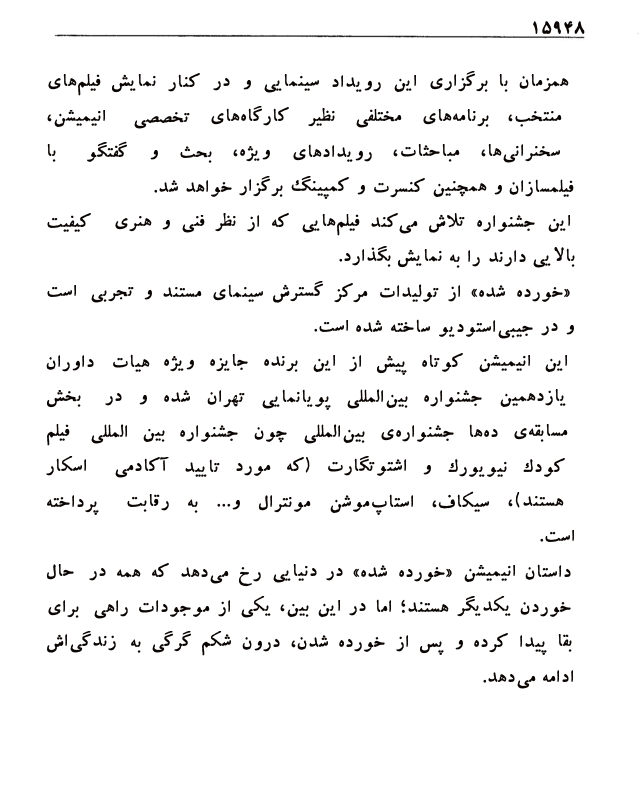 ۱۵۹۴۸
همزمان با برگزاری این رویداد سینمایی و در کنار نمایش فیلم‌های
منتخب، برنامه‌های مختلفی نظیر کارگاه‌های تخصصی انیمیشن،
سخنرانی‌ها، مباحثات، رویدادهای ویژه، بحث و گفتگو با
فیلمسازان و همچنین کنسرت و کمپینگ برگزار خواهد شد.
این جشنواره تلاش می‌کند فیلم‌هایی که از نظر فنی و هنری کیفیت
بالایی دارند را به نمایش بگذارد.
«خورده شده» از تولیدات مرکز گسترش سینمای مستند و تجربی است
و در جیبی‌استودیو ساخته شده است.
این انیمیشن کوتاه پیش از این برنده جایزه ویژه هیات داوران
یازدهمین جشنواره بین‌المللی پویانمایی تهران شده و در بخش
مسابقه‌ی ده‌ها جشنواره‌ی بین‌المللی چون جشنواره بین المللی فیلم
کودک نیویورک و اشتوتگارت (که مورد تایید آکادمی اسکار
هستند)، سیکاف، استاپ‌موشن مونترال و... به رقابت پرداخته
است.
داستان انیمیشن «خورده شده» در دنیایی رخ می‌دهد که همه در حال
خوردن یکدیگر هستند؛ اما در این بین، یکی از موجودات راهی برای
بقا پیدا کرده و پس از خورده شدن، درون شکم گرگی به زندگی‌اش
ادامه می‌دهد.